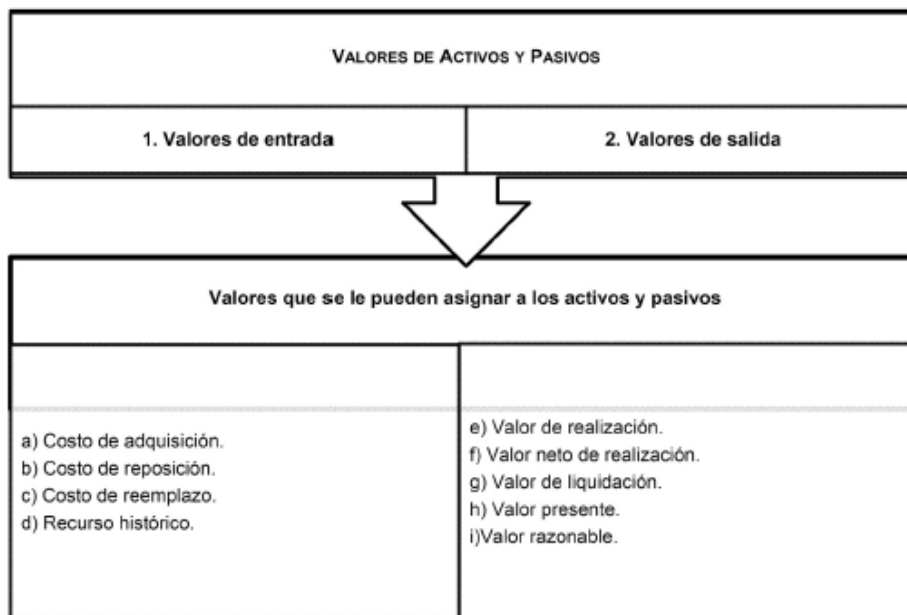 VALORES DE ACTIVOS Y PASIVOS
1. Valores de entrada
2. Valores de salida
Valores que se le pueden asignar a los activos y pasivos
a) Costo de adquisición.
b) Costo de reposición.
c) Costo de reemplazo.
d) Recurso histórico.
e) Valor de realización.
f) Valor neto de realización.
g) Valor de liquidación.
h) Valor presente.
i)Valor razonable.